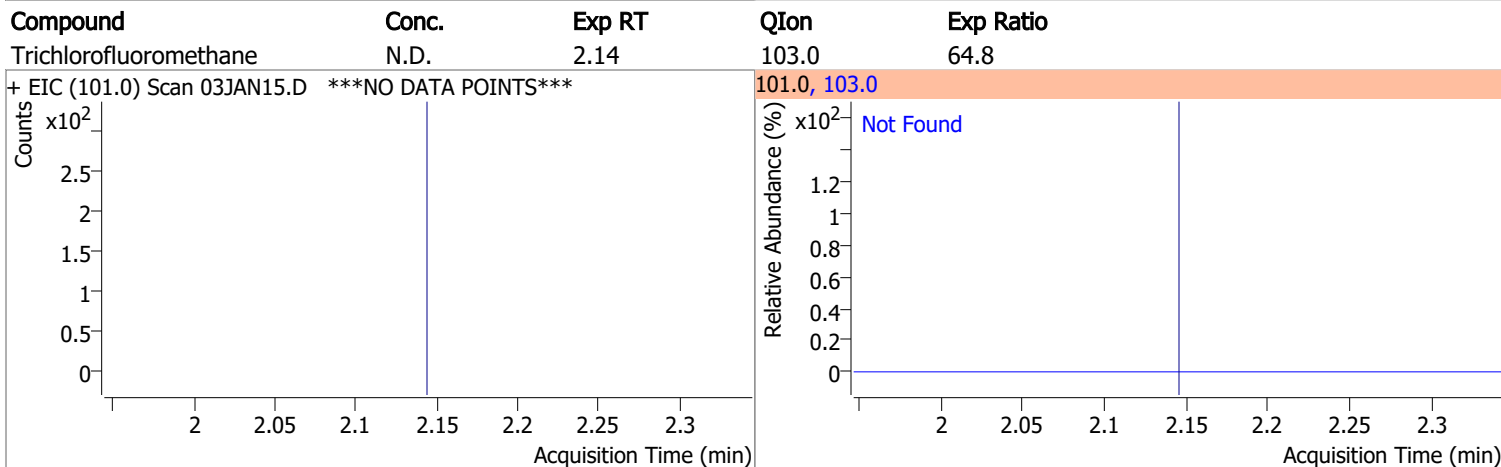 Compound Conc. Exp RT QIon Exp Ratio
Trichlorofluoromethane N.D. 2.14 103.0 64.8
+ EIC (101.0) Scan 03JAN15.D ***NO DATA POINTS***
Counts
x10²
2.5
2
1.5
1
0.5
0
2 2.05 2.1 2.15 2.2 2.25 2.3
Acquisition Time (min)
101.0, 103.0
Relative Abundance (%)
x10²
Not Found
1.2
1
0.8
0.6
0.4
0.2
0
2 2.05 2.1 2.15 2.2 2.25 2.3
Acquisition Time (min)